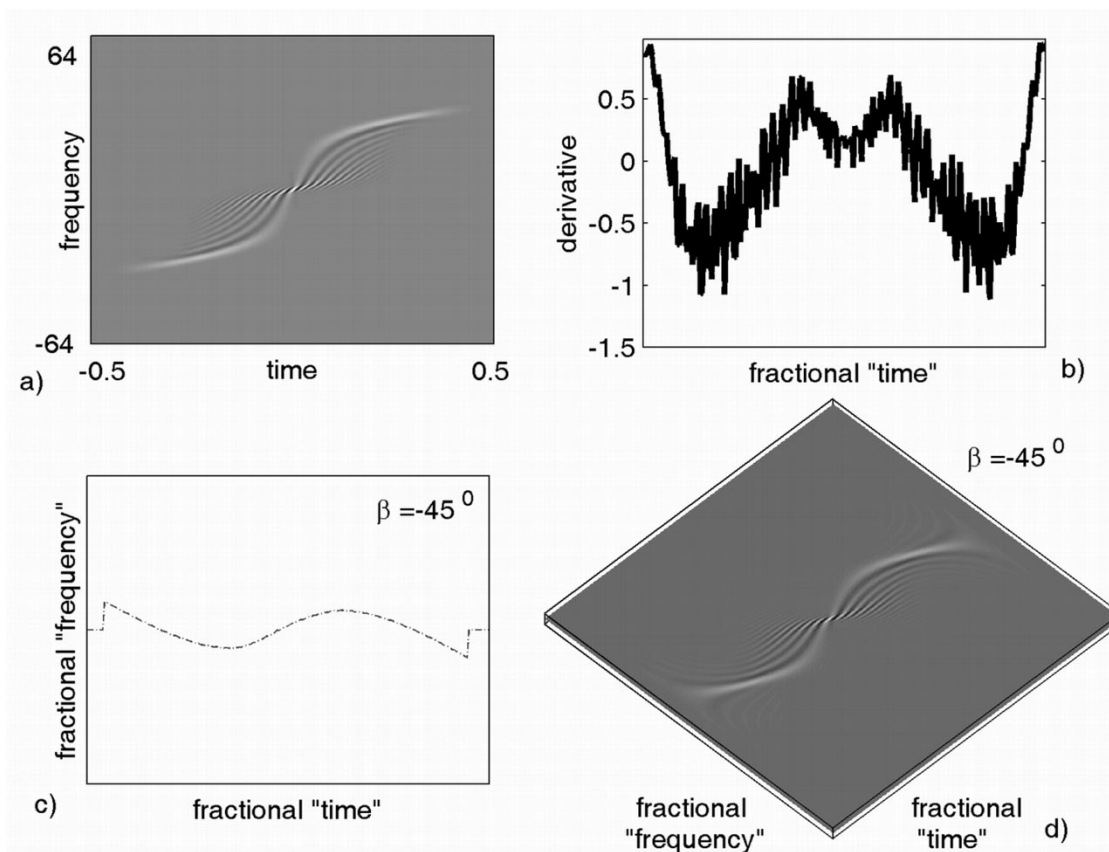 64
frequency
-64
-0.5
time
0.5
a)
0.5
0
-0.5
-1
-1.5
derivative
fractional "time"
b)
β =-45 0
fractional "frequency"
fractional "time"
c)
β =-45 0
fractional
"frequency"
fractional
"time"
d)